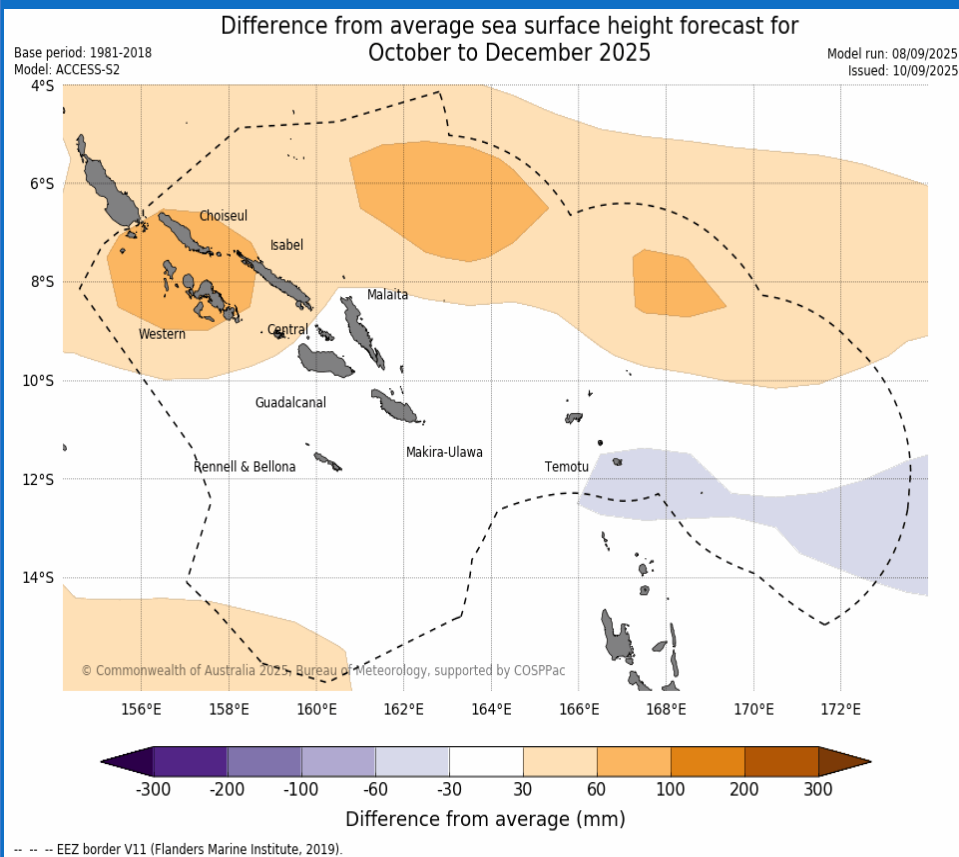 Difference from average sea surface height forecast for
October to December 2025
Base period: 1981-2018
Model: ACCESS-S2
Model run: 08/09/2025
Issued: 10/09/2025
4°S
6°S
Choiseul
Isabel
8°S
Malaita
Western
Central
10°S
Guadalcanal
Makira-Ulawa
Rennell & Bellona
Temotu
12°S
14°S
© Commonwealth of Australia 2025, Bureau of Meteorology, supported by COSPPac
156°E 158°E 160°E 162°E 164°E 166°E 168°E 170°E 172°E
-300 -200 -100 -60 -30 30 60 100 200 300
Difference from average (mm)
-- -- -- EEZ border V11 (Flanders Marine Institute, 2019).